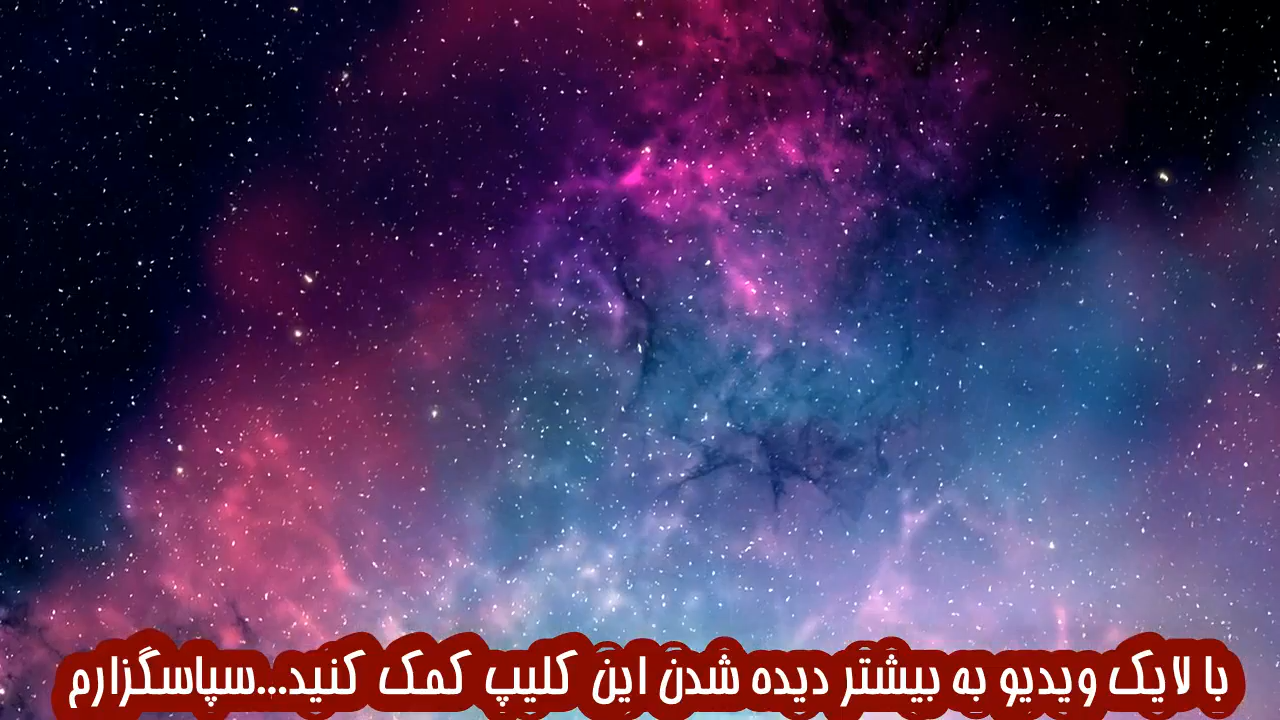 با لایک ویدیو به بیشتر دیده شدن این کلیپ کمک کنید...سپاسگزارم